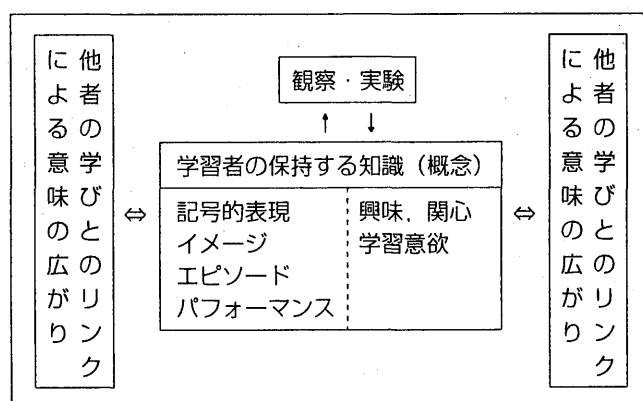 他者の学びとのリンク
による意味の広がり
観察・実験
↑ ↓
学習者の保持する知識（概念）
⇔
記号的表現
イメージ
エピソード
パフォーマンス
興味，関心
学習意欲
⇔
他者の学びとのリンク
による意味の広がり